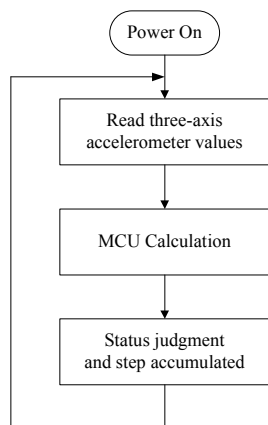 Power On
Read three-axis
accelerometer values
MCU Calculation
Status judgment
and step accumulated